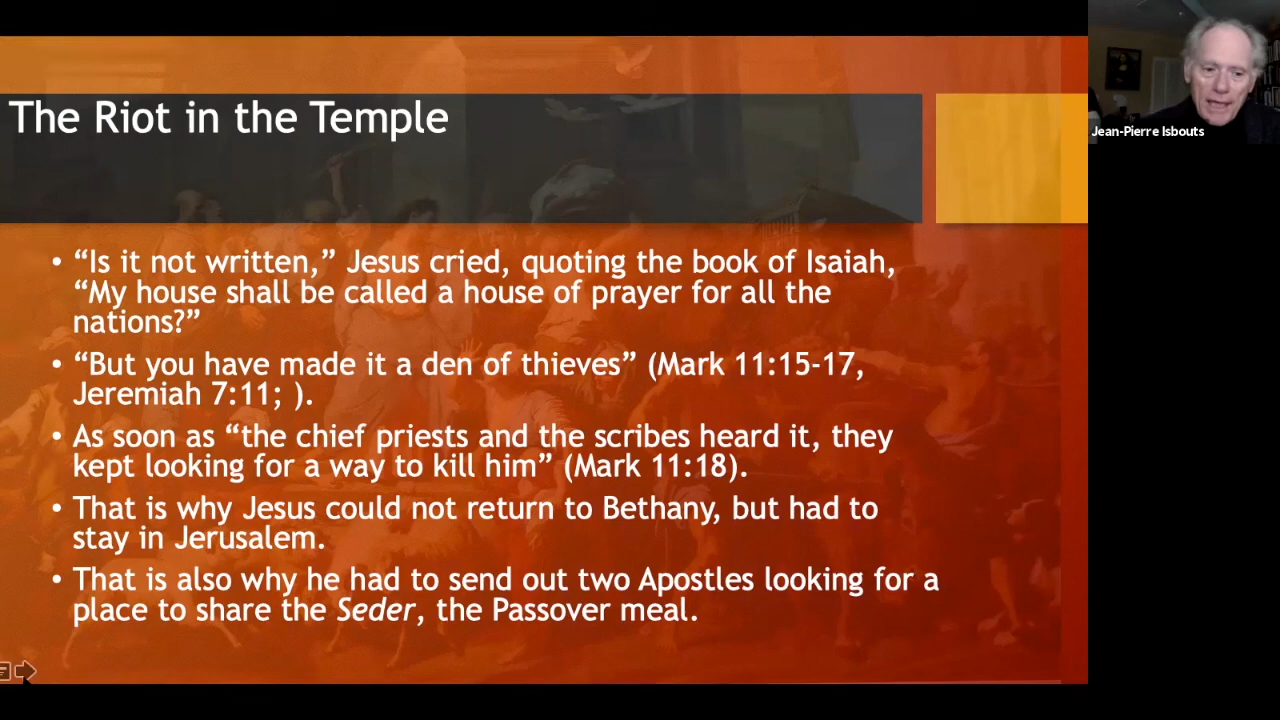 The Riot in the Temple
• “Is it not written,” Jesus cried, quoting the book of Isaiah,
“My house shall be called a house of prayer for all the
nations?”
• “But you have made it a den of thieves” (Mark 11:15-17,
Jeremiah 7:11; ).
• As soon as “the chief priests and the scribes heard it, they
kept looking for a way to kill him” (Mark 11:18).
• That is why Jesus could not return to Bethany, but had to
stay in Jerusalem.
• That is also why he had to send out two Apostles looking for a
place to share the Seder, the Passover meal.
Jean-Pierre Isbouts